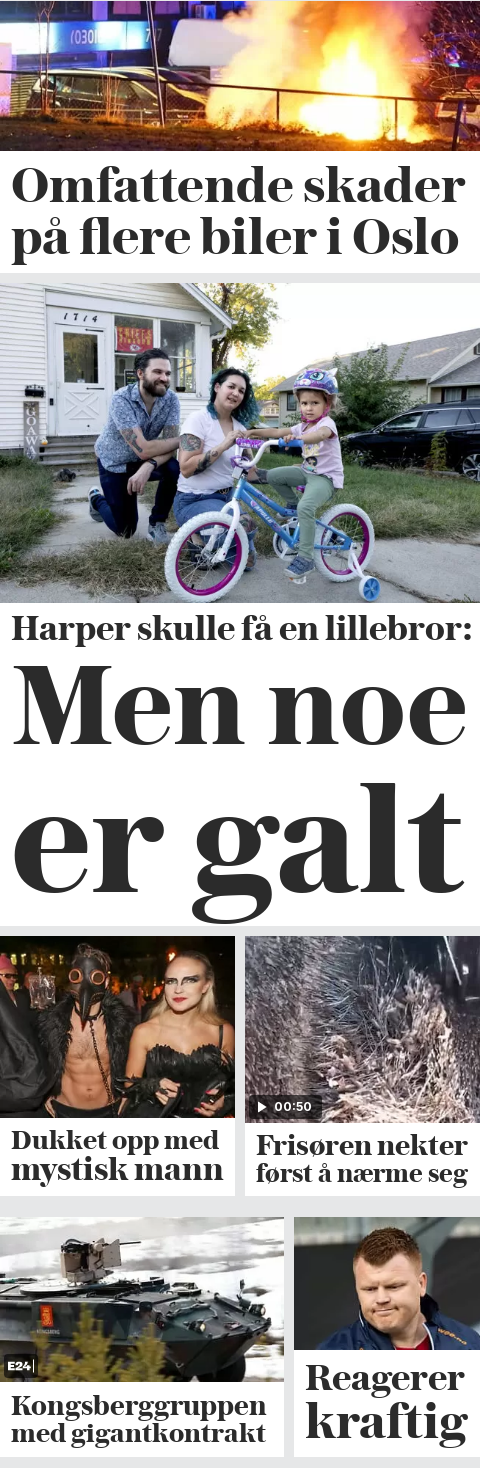 Omfattende skader
på flere biler i Oslo
1714
Harper skulle få en lillebror:
Men noe
er galt
00:50
Dukket opp med
mystisk mann
Frisøren nekter
først å nærme seg
E24
Kongsberggruppen
med gigantkontrakt
Reagerer
kraftig